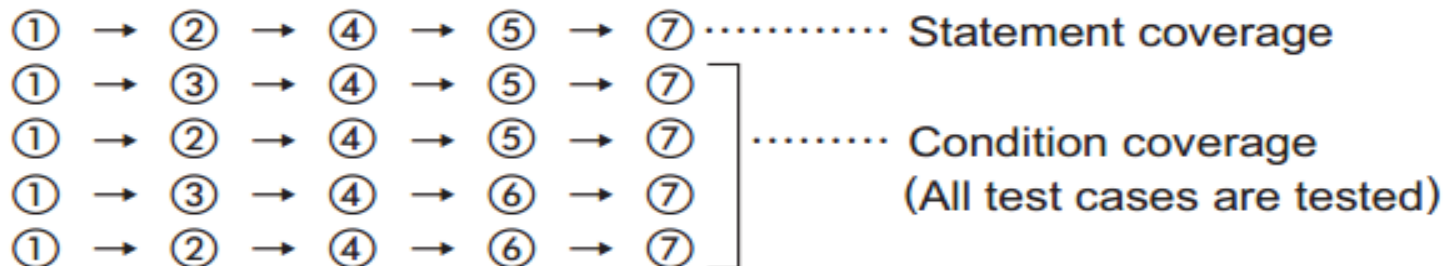 ① → ② → ④ → ⑤ → ⑦ ············ Statement coverage
① → ③ → ④ → ⑤ → ⑦
① → ② → ④ → ⑤ → ⑦ ········· Condition coverage
① → ③ → ④ → ⑥ → ⑦ (All test cases are tested)
① → ② → ④ → ⑥ → ⑦